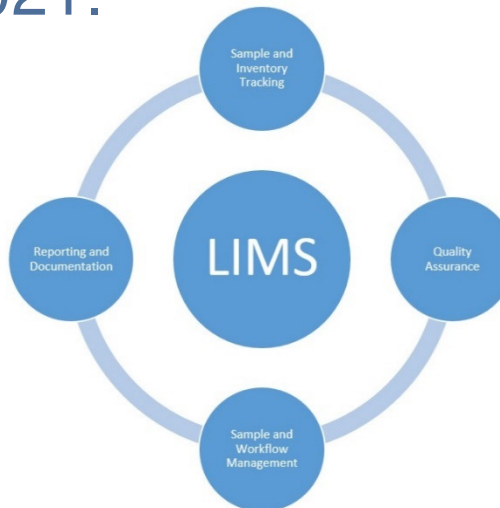 Sample and
Inventory
Tracking
Reporting and
Documentation
LIMS
Quality
Assurance
Sample and
Workflow
Management